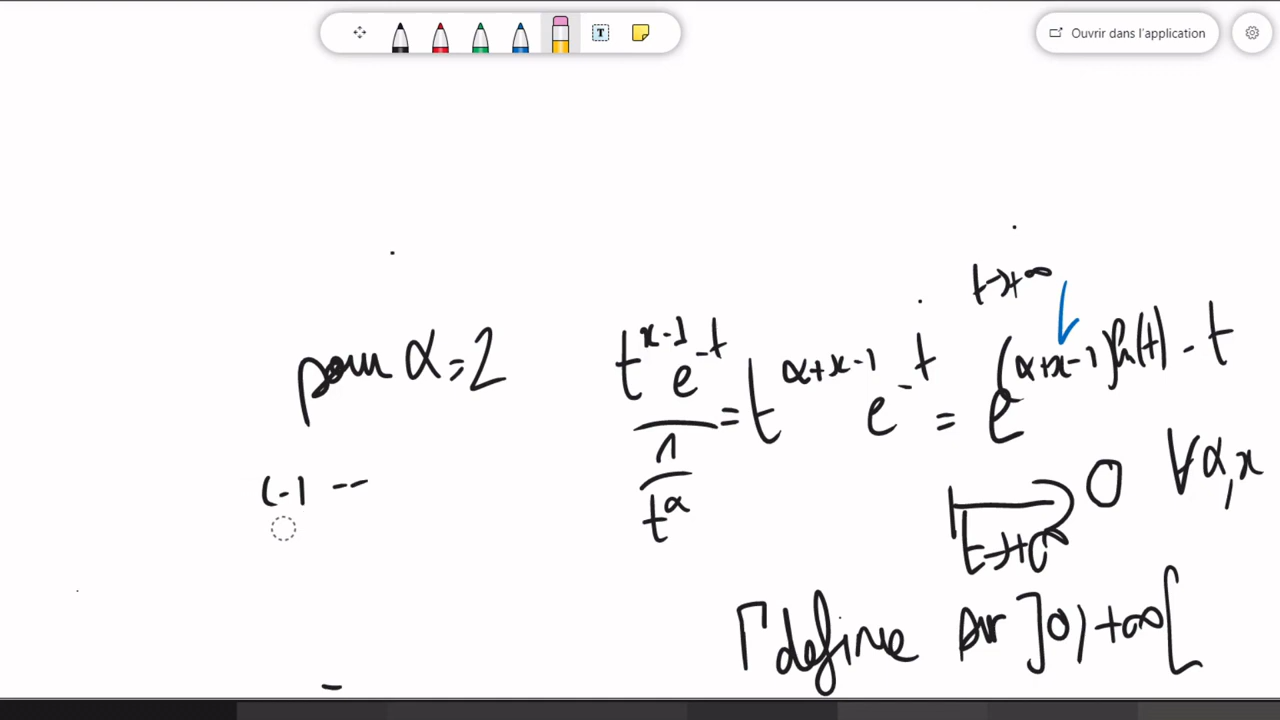 Ouvrir dans l'application
T
t→+∞
pour α=2
t^{x-1} e^{-t} / (1/t^α) = t^{α+x-1} e^{-t} = e^{(α+x-1)ln(t) - t}
(-1 --
t→+∞ 0 ∀α,x
Γ définie sur ]0,+∞[